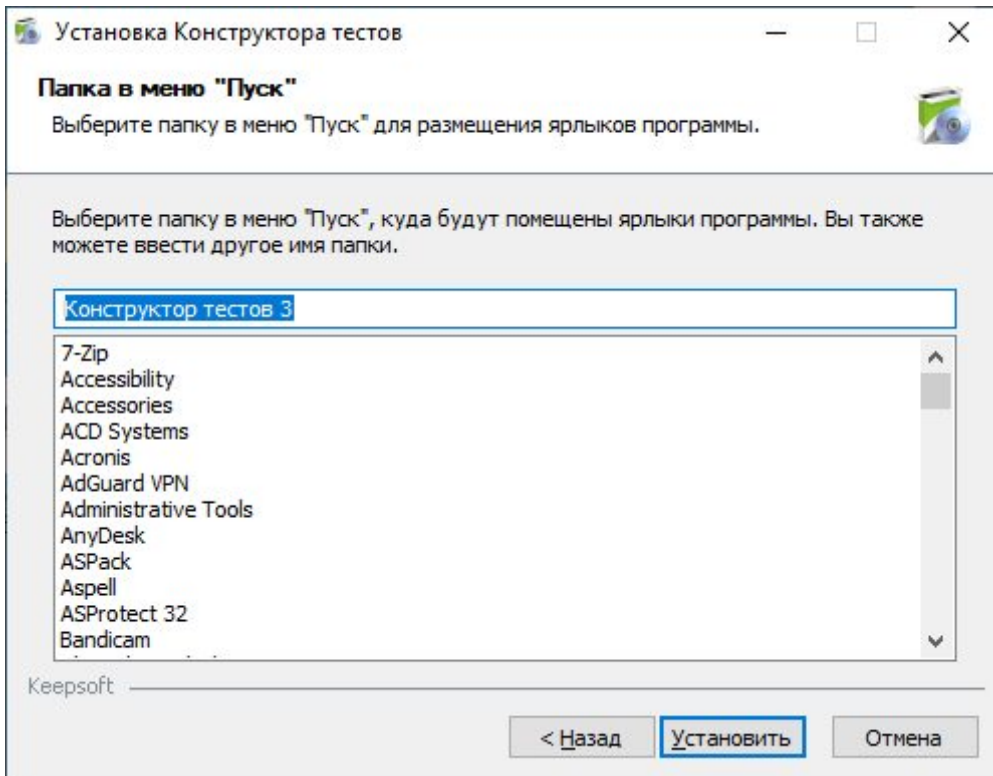 Установка Конструктора тестов
Папка в меню "Пуск"
Выберите папку в меню "Пуск" для размещения ярлыков программы.
Выберите папку в меню "Пуск", куда будут помещены ярлыки программы. Вы также
можете ввести другое имя папки.
Конструктор тестов 3
7-Zip
Accessibility
Accessories
ACD Systems
Acronis
AdGuard VPN
Administrative Tools
AnyDesk
ASPack
Aspell
ASProtect 32
Bandicam
Keepsoft
< Назад Установить Отмена